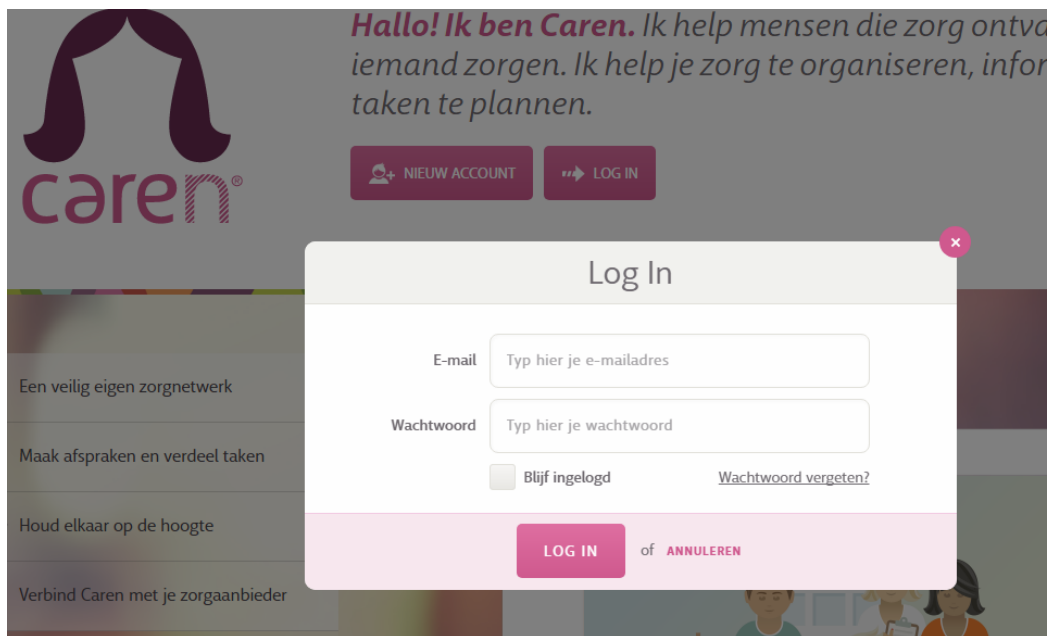 Hallo! Ik ben Caren. Ik help mensen die zorg
iemand zorgen. Ik help je zorg te organiseren,
taken te plannen.
caren®
NIEUW ACCOUNT
LOG IN
Log In
E-mail
Typ hier je e-mailadres
Wachtwoord
Typ hier je wachtwoord
Blijf ingelogd
Wachtwoord vergeten?
LOG IN of ANNULEREN
Een veilig eigen zorgnetwerk
Maak afspraken en verdeel taken
Houd elkaar op de hoogte
Verbind Caren met je zorgaanbieder